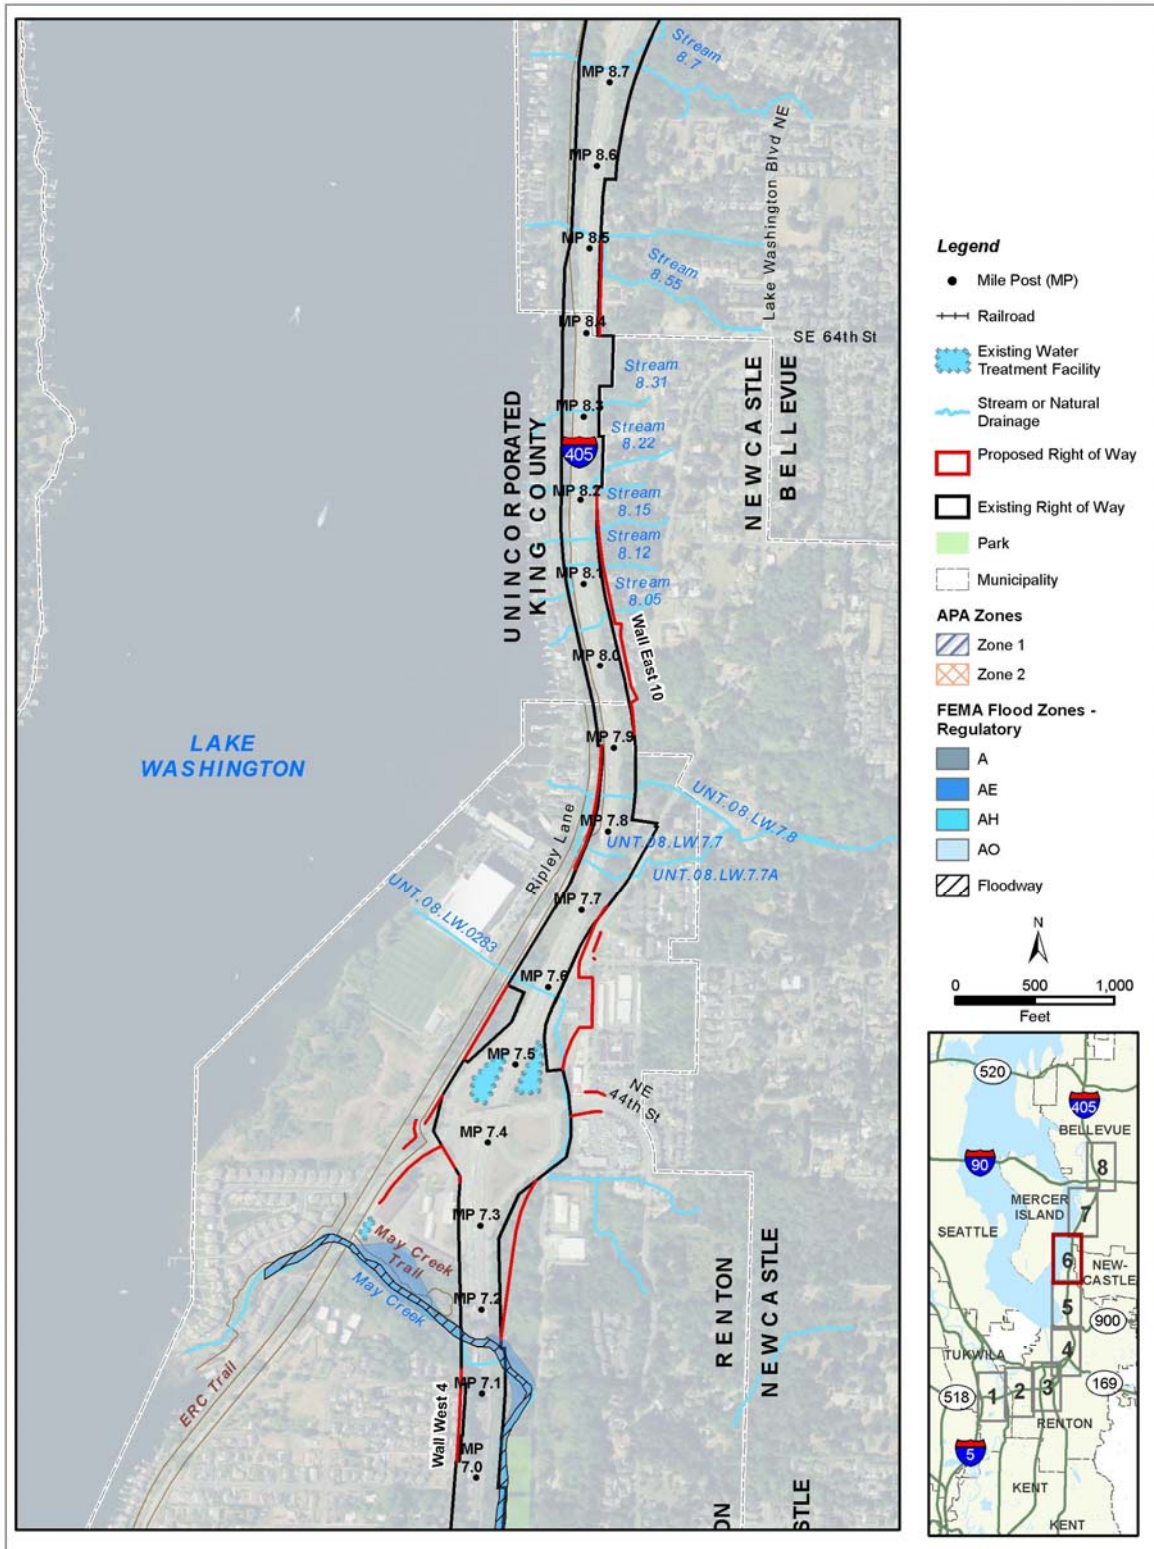 Stream
8.7
MP 8.7
Lake Washington Blvd NE
MP 8.6
MP 8.5
Stream
8.55
MP 8.4
SE 64th St
Stream
8.31
UNINCORPORATED
KING COUNTY
NEWCASTLE
BELLEVUE
MP 8.3
Stream
8.22
405
MP 8.2
Stream
8.15
Stream
8.12
MP 8.1
Stream
8.05
Wall East 10
MP 8.0
LAKE
WASHINGTON
MP 7.9
UNT.08.LW.7.8
Ripley Lane
MP 7.8
UNT.08.LW.7.7
UNT.08.LW.7.7A
UNT.08.LW.0283
MP 7.7
MP 7.6
MP 7.5
NE
44th St
MP 7.4
MP 7.3
May Creek
Trail
May Creek
MP 7.2
RENTON
NEWCASTLE
ERC Trail
Wall West 4
MP 7.1
MP
7.0
ON
STLE
Legend
Mile Post (MP)
Railroad
Existing Water
Treatment Facility
Stream or Natural
Drainage
Proposed Right of Way
Existing Right of Way
Park
Municipality
APA Zones
Zone 1
Zone 2
FEMA Flood Zones -
Regulatory
A
AE
AH
AO
Floodway
N
0 500 1,000
Feet
520
405
BELLEVUE
90
8
MERCER
ISLAND
7
SEATTLE
6
NEW-
CASTLE
5
900
4
TUKWILA
518
1
2
3
169
RENTON
5
KENT
KENT